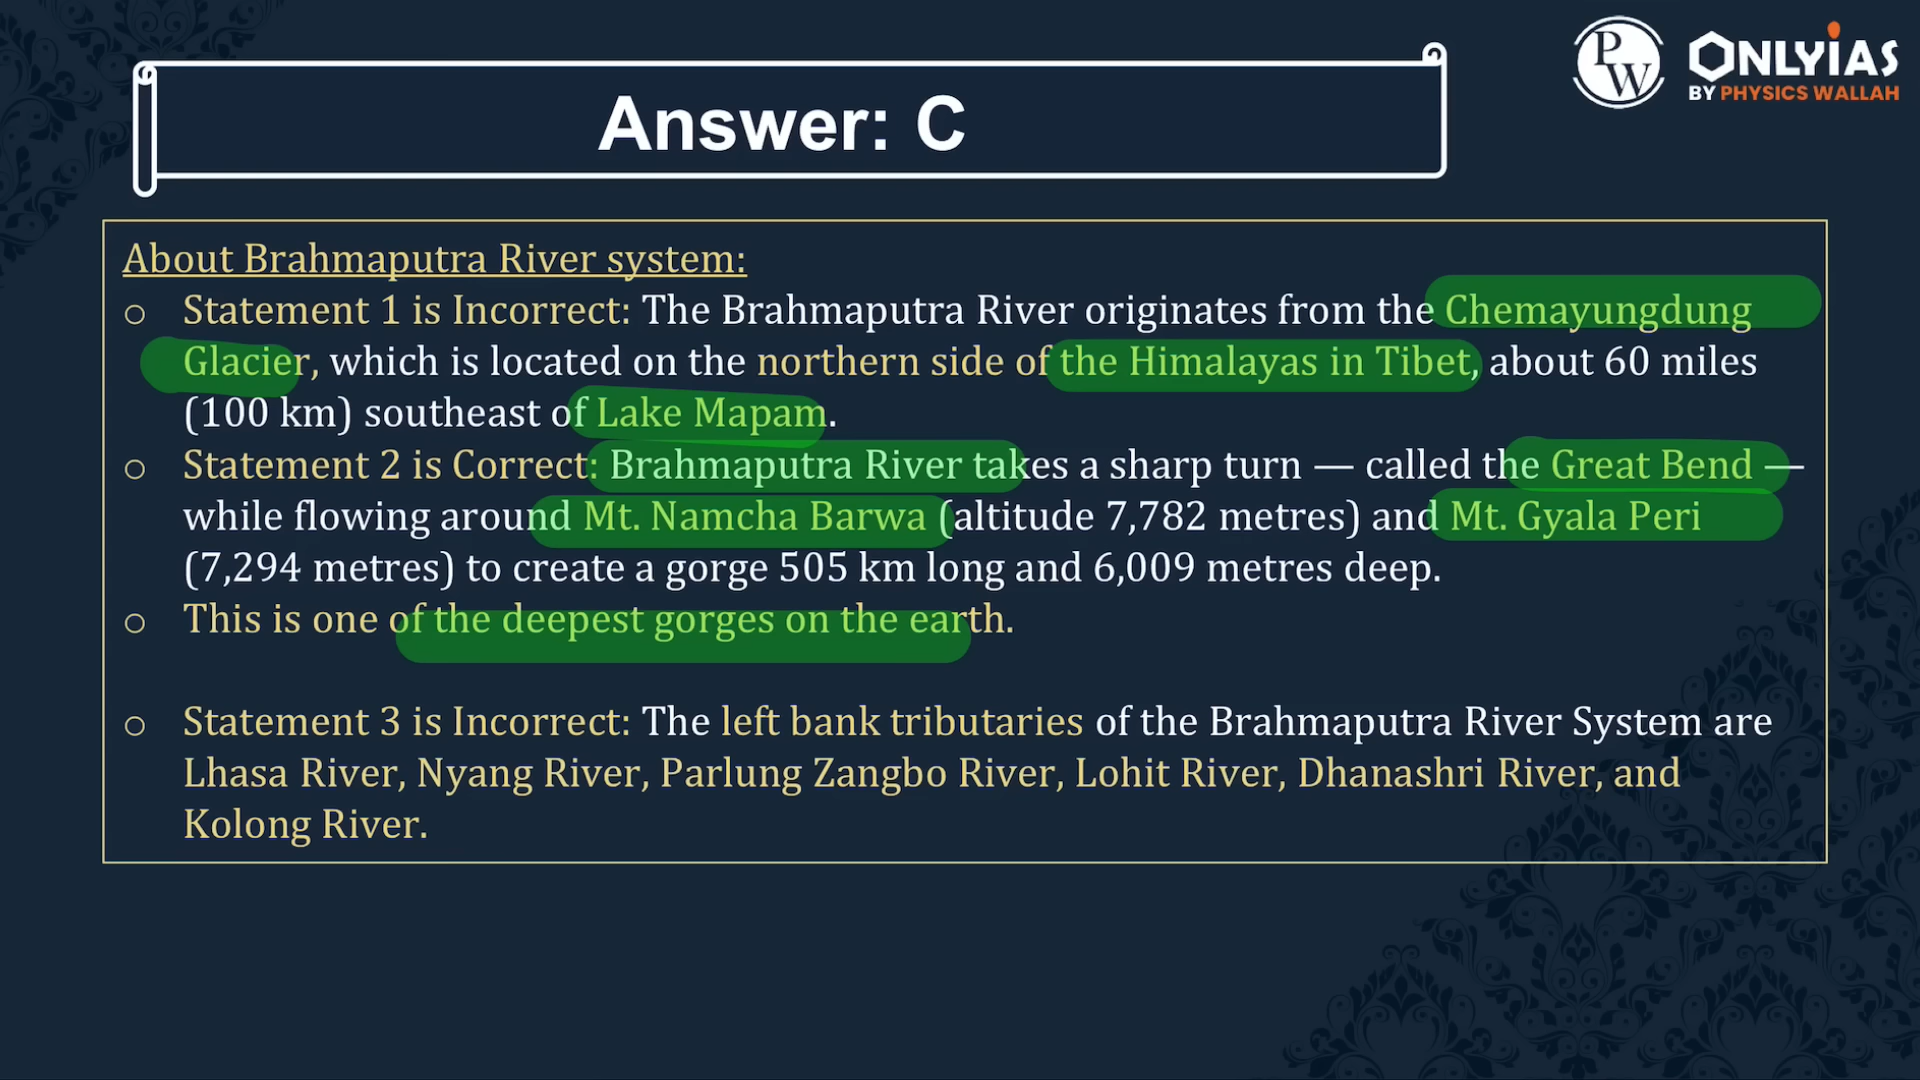 PW ONLYIAS
BY PHYSICS WALLAH
Answer: C
About Brahmaputra River system:
o Statement 1 is Incorrect: The Brahmaputra River originates from the Chemayungdung
Glacier, which is located on the northern side of the Himalayas in Tibet, about 60 miles
(100 km) southeast of Lake Mapam.
o Statement 2 is Correct: Brahmaputra River takes a sharp turn — called the Great Bend —
while flowing around Mt. Namcha Barwa (altitude 7,782 metres) and Mt. Gyala Peri
(7,294 metres) to create a gorge 505 km long and 6,009 metres deep.
o This is one of the deepest gorges on the earth.
o Statement 3 is Incorrect: The left bank tributaries of the Brahmaputra River System are
Lhasa River, Nyang River, Parlung Zangbo River, Lohit River, Dhanashri River, and
Kolong River.